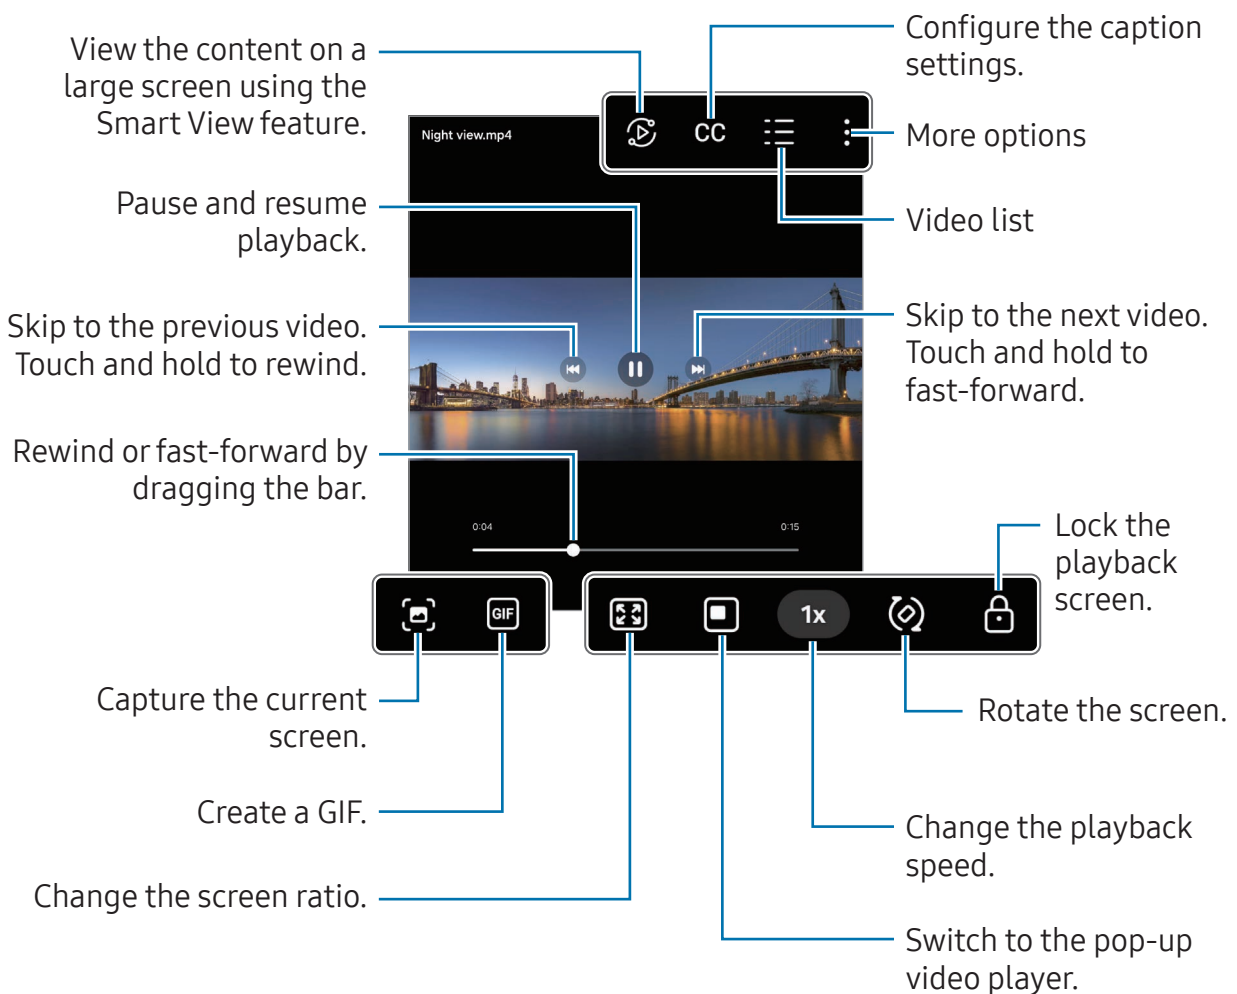 View the content on a
large screen using the
Smart View feature.
Configure the caption
settings.
Night view.mp4
CC
More options
Pause and resume
playback.
Video list
Skip to the previous video.
Touch and hold to rewind.
Skip to the next video.
Touch and hold to
fast-forward.
Rewind or fast-forward by
dragging the bar.
0:04
0:15
Lock the
playback
screen.
GIF
1x
Capture the current
screen.
Rotate the screen.
Create a GIF.
Change the playback
speed.
Change the screen ratio.
Switch to the pop-up
video player.